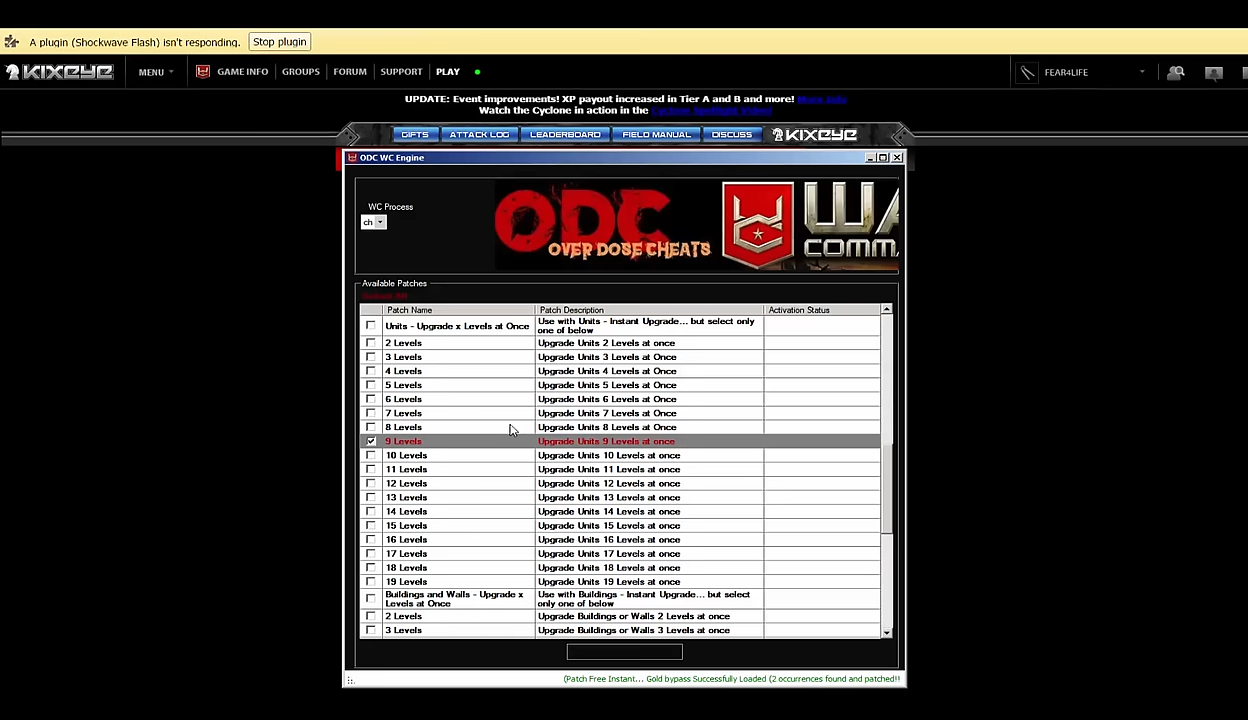 A plugin (Shockwave Flash) isn't responding. Stop plugin
KIXEYE MENU GAME INFO GROUPS FORUM SUPPORT PLAY FEAR4LIFE
UPDATE: Event improvements! XP payout increased in Tier A and B and more! More Info
Watch the Cyclone in action in the Cyclone Spotlight Video!
GIFTS ATTACK LOG LEADERBOARD FIELD MANUAL DISCUSS KIXEYE
ODC WC Engine
WC Process
ch
ODC
OVER DOSE CHEATS
WA
COMM
Available Patches
Patch Name Patch Description Activation Status
Units - Upgrade x Levels at Once Use with Units - Instant Upgrade... but select only
one of below
2 Levels Upgrade Units 2 Levels at once
3 Levels Upgrade Units 3 Levels at Once
4 Levels Upgrade Units 4 Levels at Once
5 Levels Upgrade Units 5 Levels at Once
6 Levels Upgrade Units 6 Levels at Once
7 Levels Upgrade Units 7 Levels at Once
8 Levels Upgrade Units 8 Levels at Once
9 Levels Upgrade Units 9 Levels at once
10 Levels Upgrade Units 10 Levels at once
11 Levels Upgrade Units 11 Levels at once
12 Levels Upgrade Units 12 Levels at once
13 Levels Upgrade Units 13 Levels at once
14 Levels Upgrade Units 14 Levels at once
15 Levels Upgrade Units 15 Levels at once
16 Levels Upgrade Units 16 Levels at once
17 Levels Upgrade Units 17 Levels at once
18 Levels Upgrade Units 18 Levels at once
19 Levels Upgrade Units 19 Levels at once
Buildings and Walls - Upgrade x Use with Buildings - Instant Upgrade... but select
Levels at Once only one of below
2 Levels Upgrade Buildings or Walls 2 Levels at once
3 Levels Upgrade Buildings or Walls 3 Levels at once
(Patch Free Instant... Gold bypass Successfully Loaded (2 occurrences found and patched!!